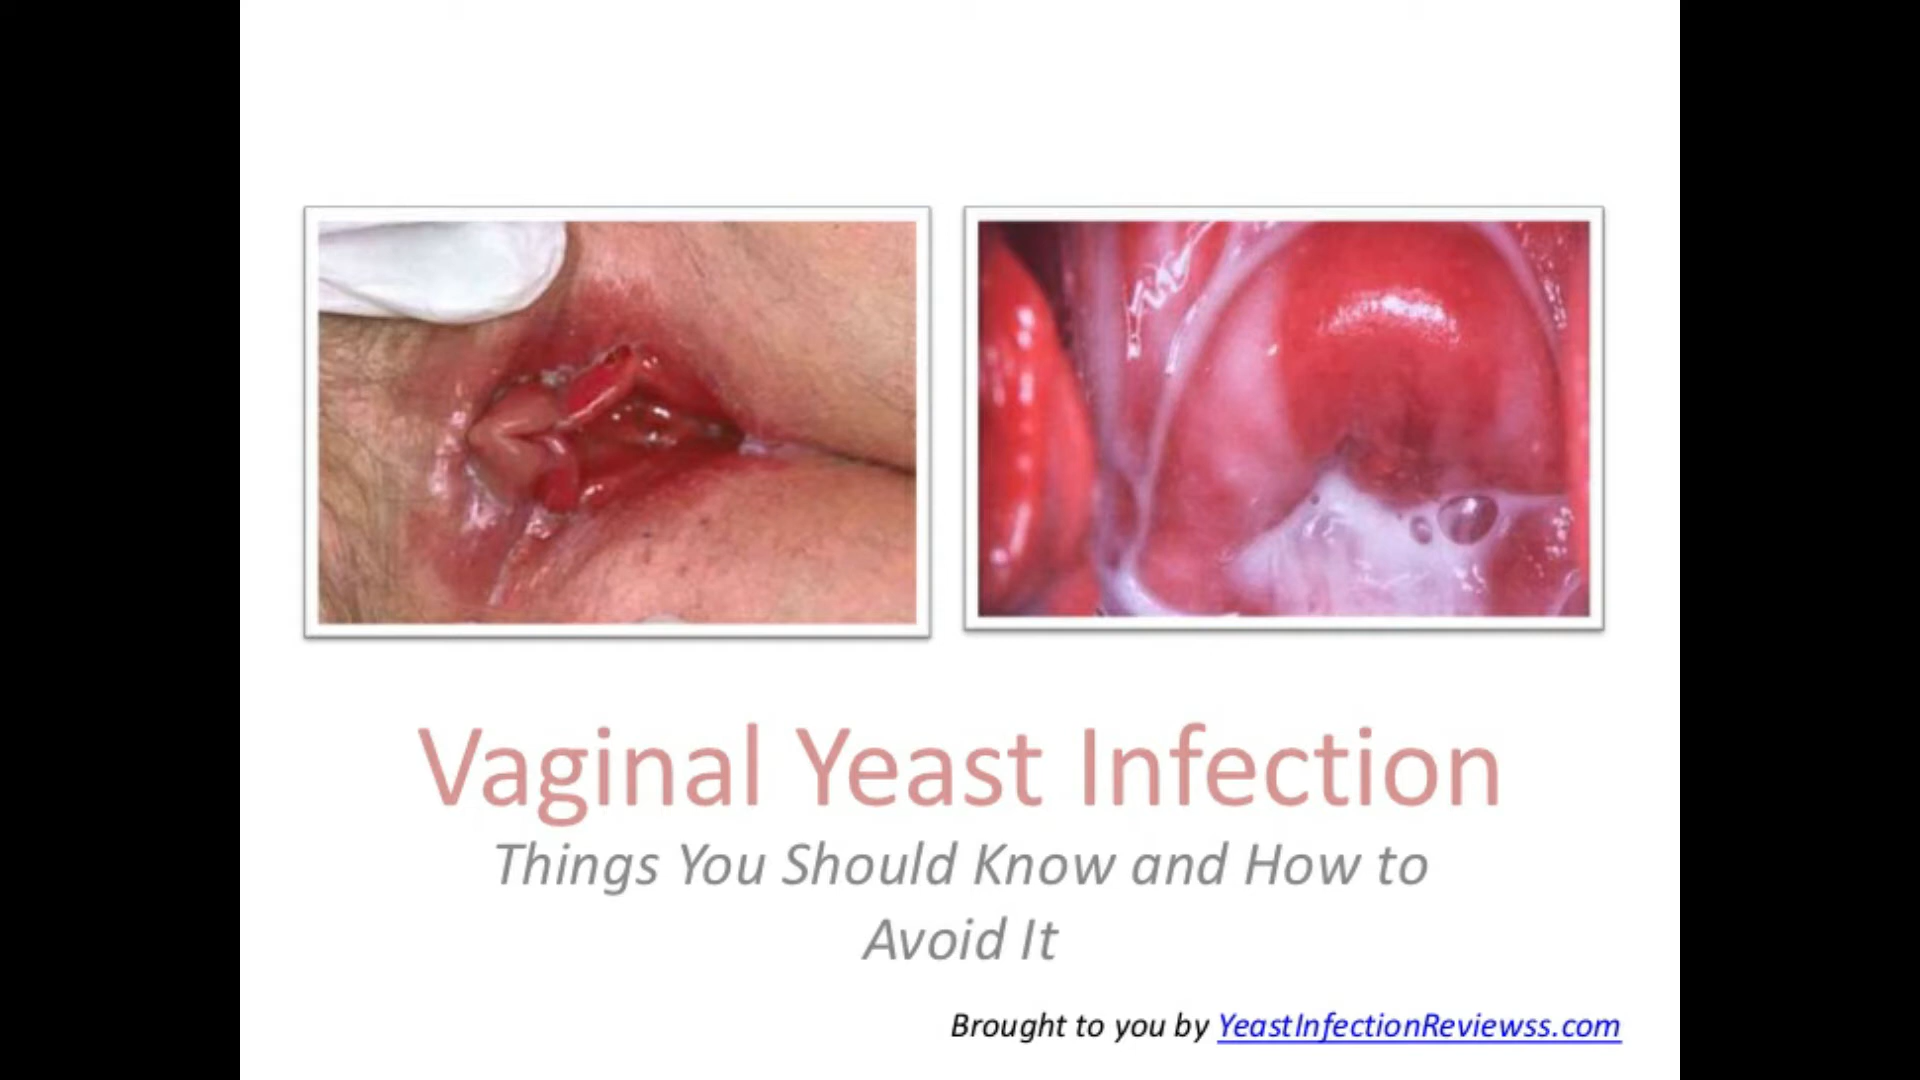 Vaginal Yeast Infection
Things You Should Know and How to
Avoid It
Brought to you by YeastInfectionReviewss.com